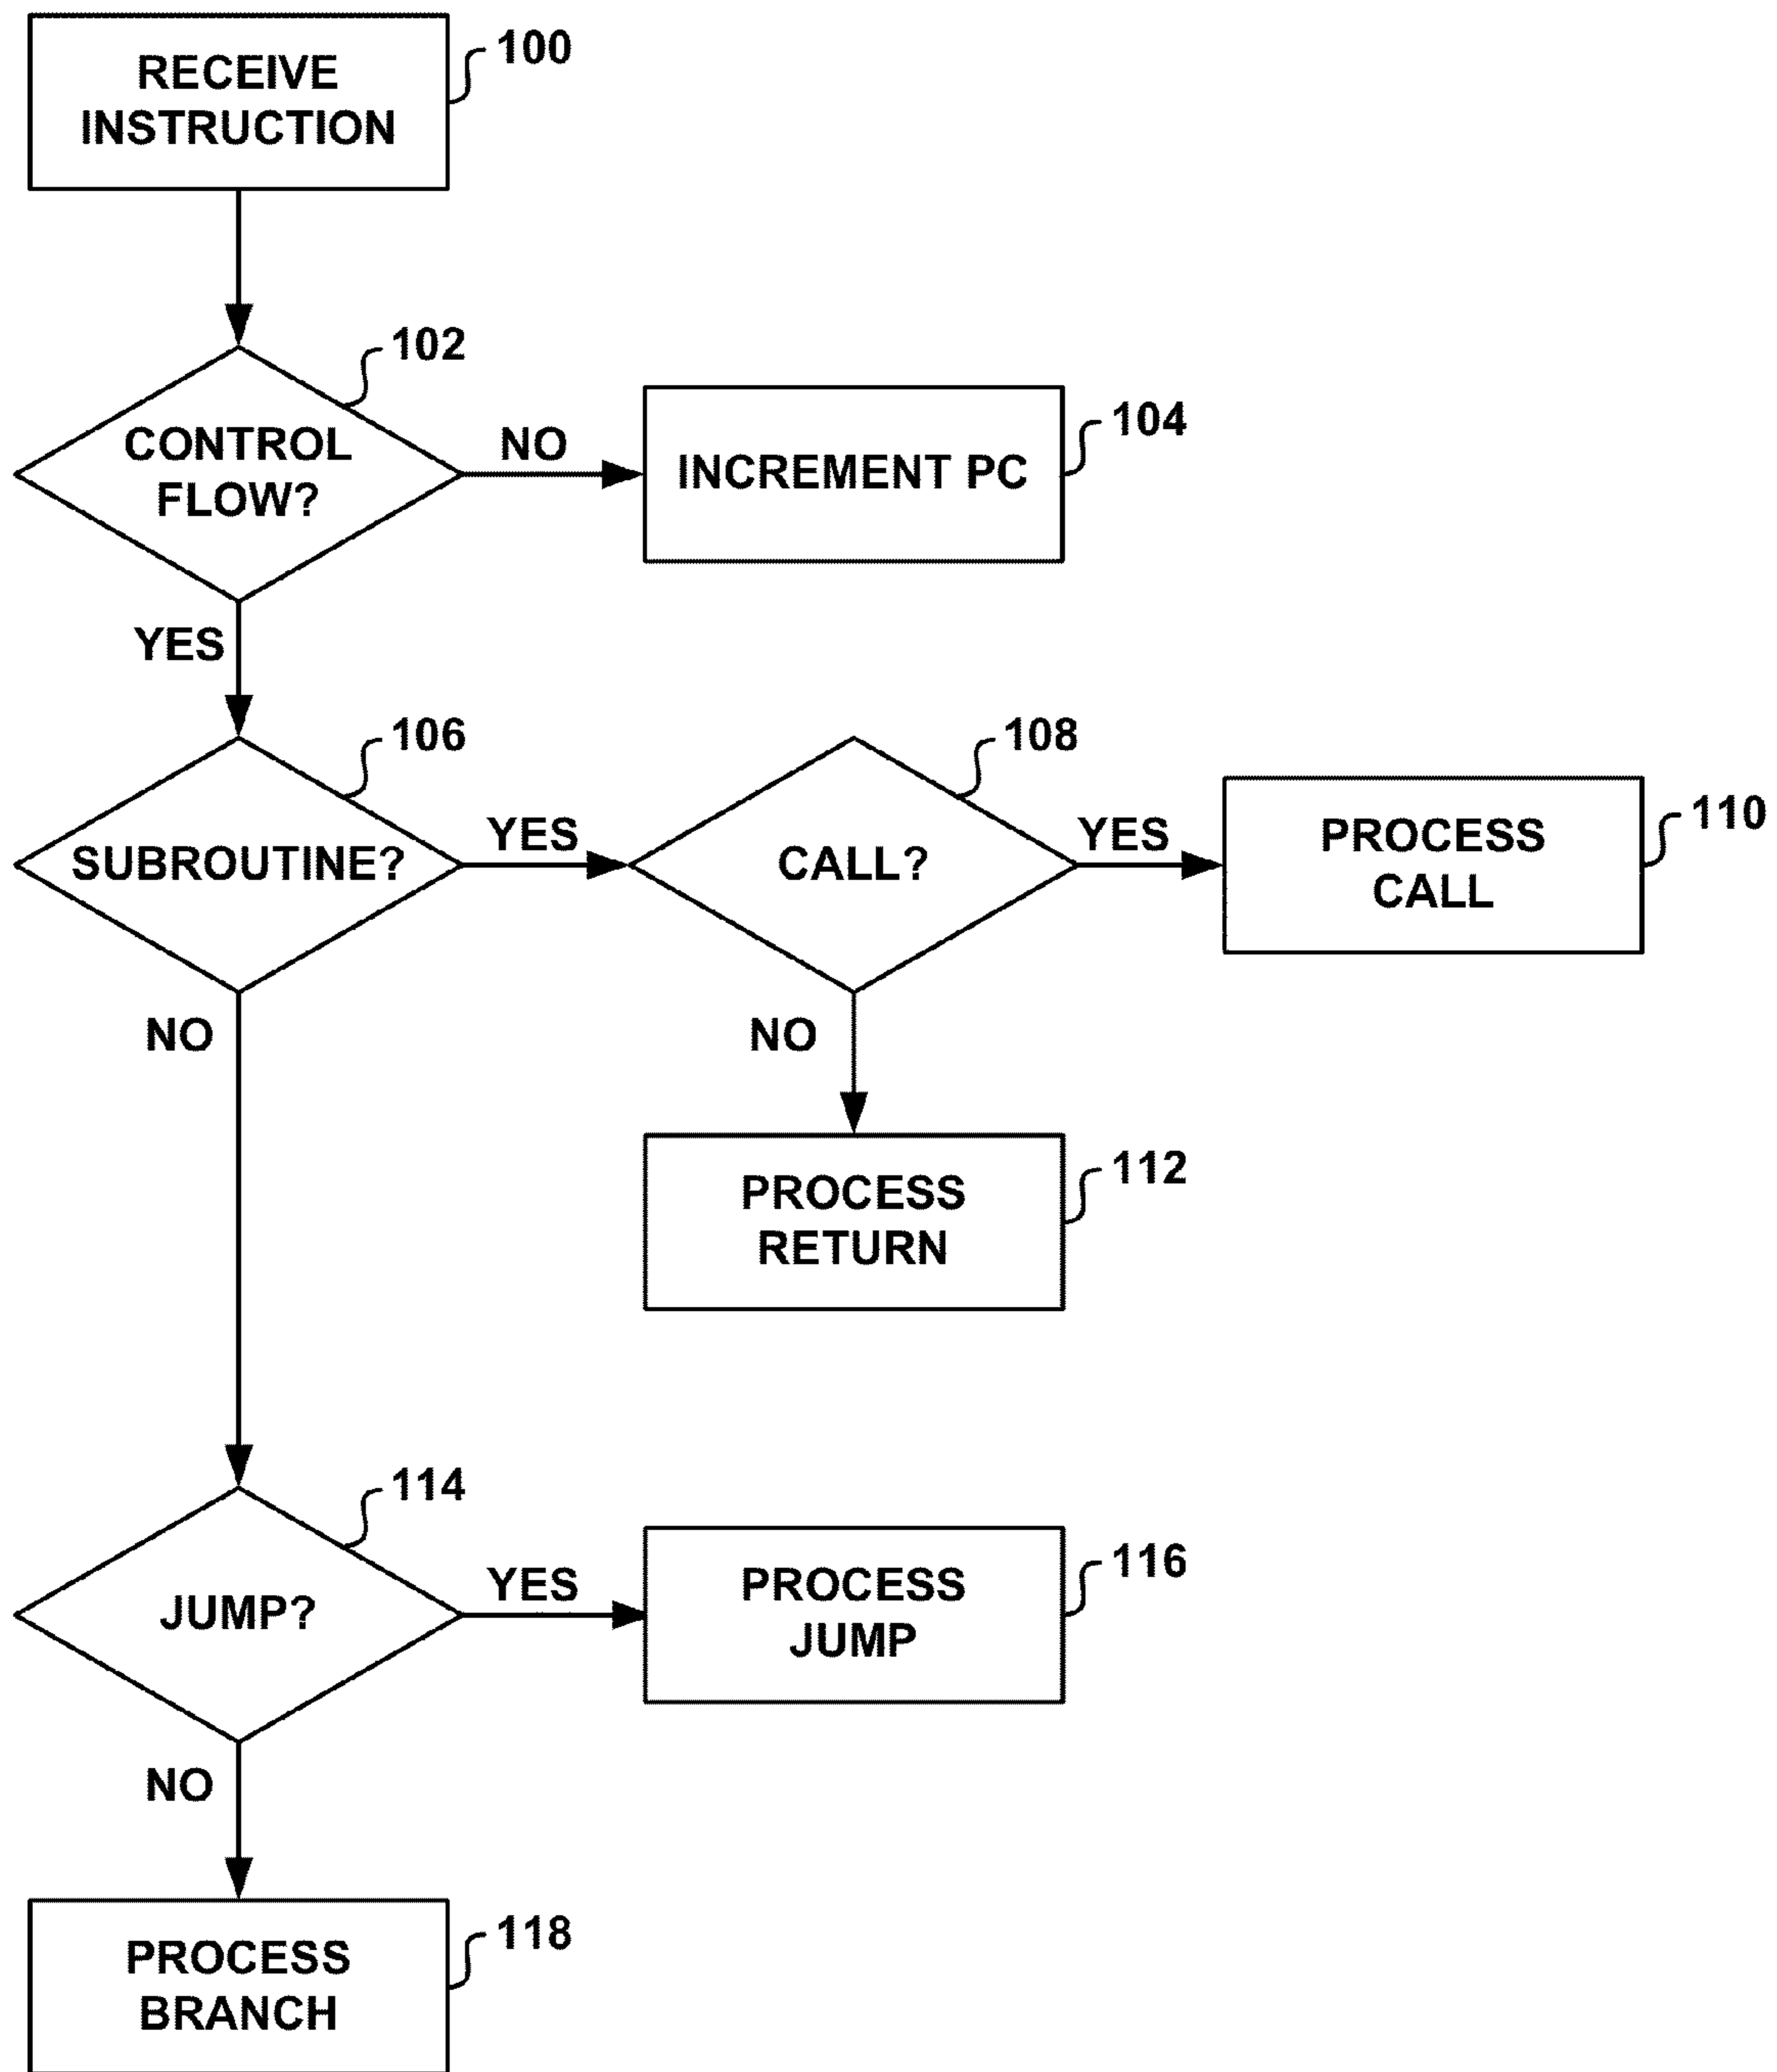 RECEIVE
INSTRUCTION
100
102
CONTROL
FLOW?
NO
INCREMENT PC
104
YES
106
SUBROUTINE?
YES
108
CALL?
YES
PROCESS
CALL
110
NO
NO
PROCESS
RETURN
112
114
JUMP?
YES
PROCESS
JUMP
116
NO
PROCESS
BRANCH
118